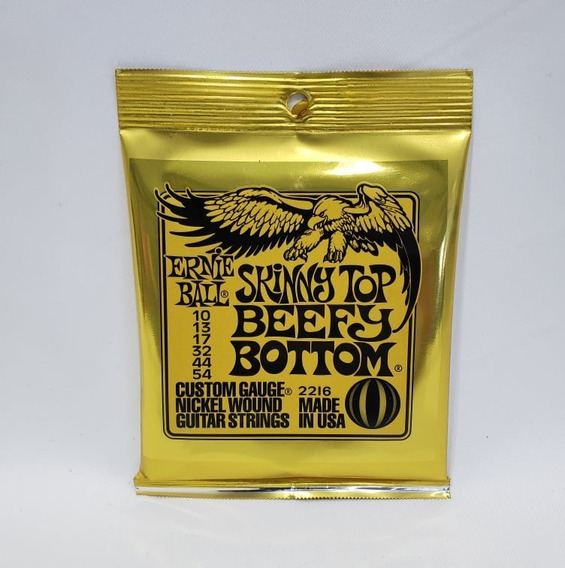 ERNIE
BALL®
SKINNY TOP
BEEFY
BOTTOM®
10
13
17
32
44
54
CUSTOM GAUGE® 2216
NICKEL WOUND MADE
GUITAR STRINGS IN USA